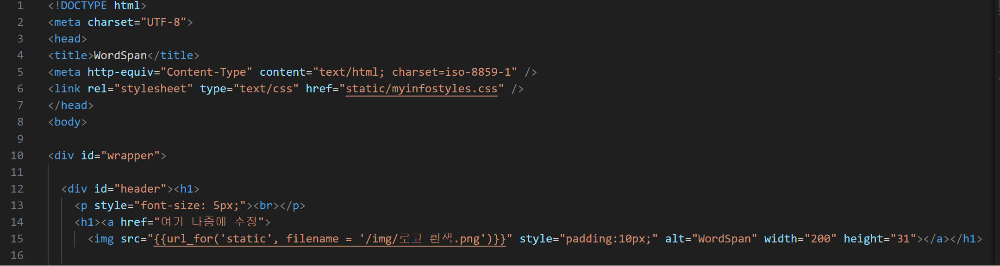 1 <!DOCTYPE html>
2 <meta charset="UTF-8">
3 <head>
4 <title>WordSpan</title>
5 <meta http-equiv="Content-Type" content="text/html; charset=iso-8859-1" />
6 <link rel="stylesheet" type="text/css" href="static/myinfostyles.css" />
7 </head>
8 <body>
9
10 <div id="wrapper">
11
12 <div id="header"><h1>
13 <p style="font-size: 5px;"><br></p>
14 <h1><a href="여기 나중에 수정">
15 <img src="{{url_for('static', filename = '/img/로고 흰색.png')}}" style="padding:10px;" alt="WordSpan" width="200" height="31"></a></h1>
16